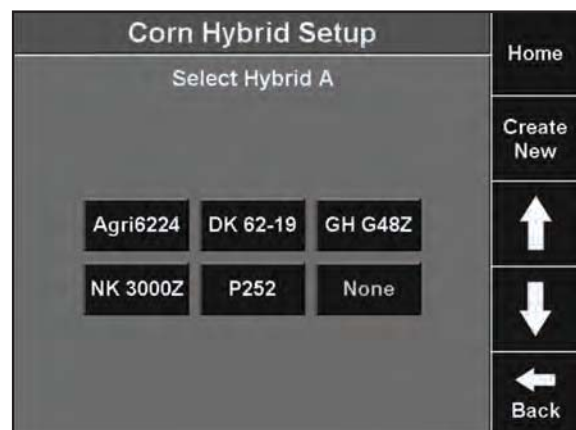 Corn Hybrid Setup
Select Hybrid A
Agri6224 DK 62-19 GH G48Z
NK 3000Z P252 None
Home
Create
New
Back